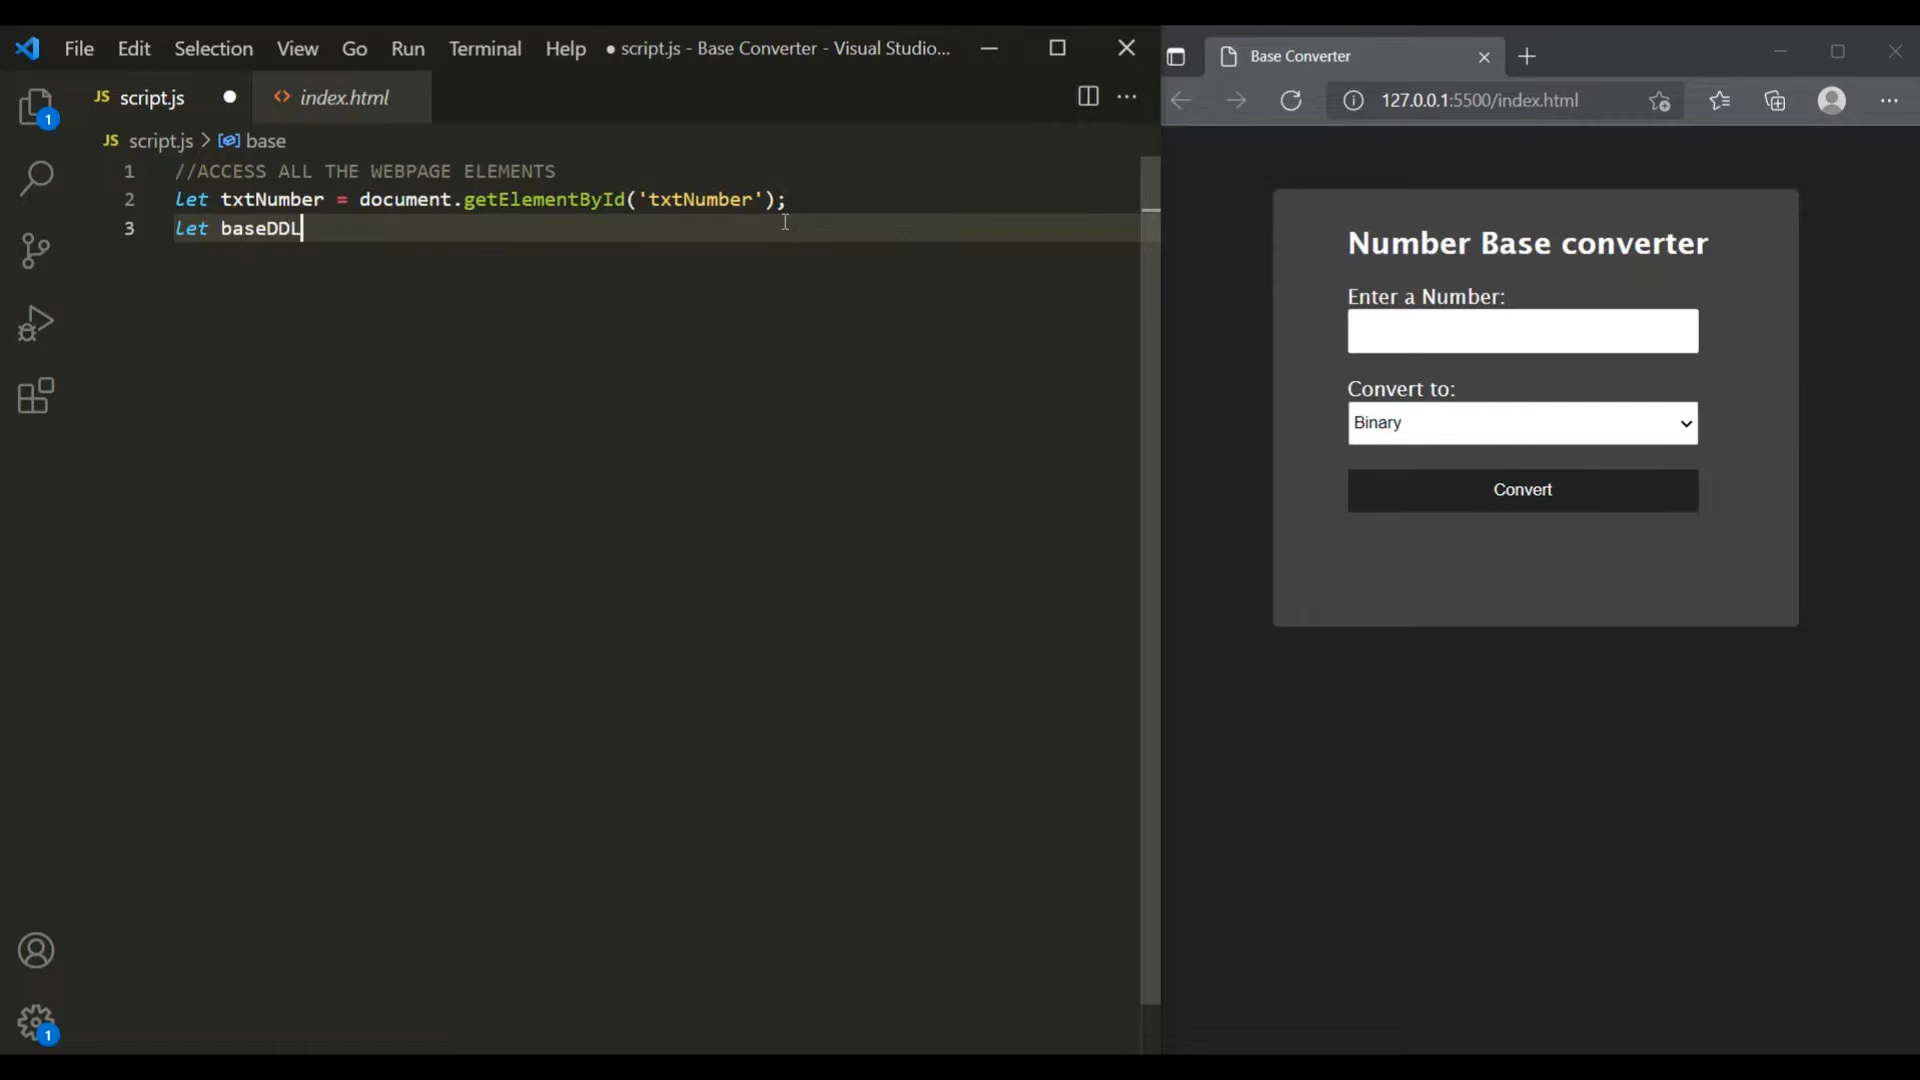 File Edit Selection View Go Run Terminal Help ● script.js - Base Converter - Visual Studio...
JS script.js ● <> index.html
JS script.js > base
1 //ACCESS ALL THE WEBPAGE ELEMENTS
2 let txtNumber = document.getElementById('txtNumber');
3 let baseDDL
1
1
Base Converter
127.0.0.1:5500/index.html
Number Base converter
Enter a Number:
Convert to:
Binary
Convert